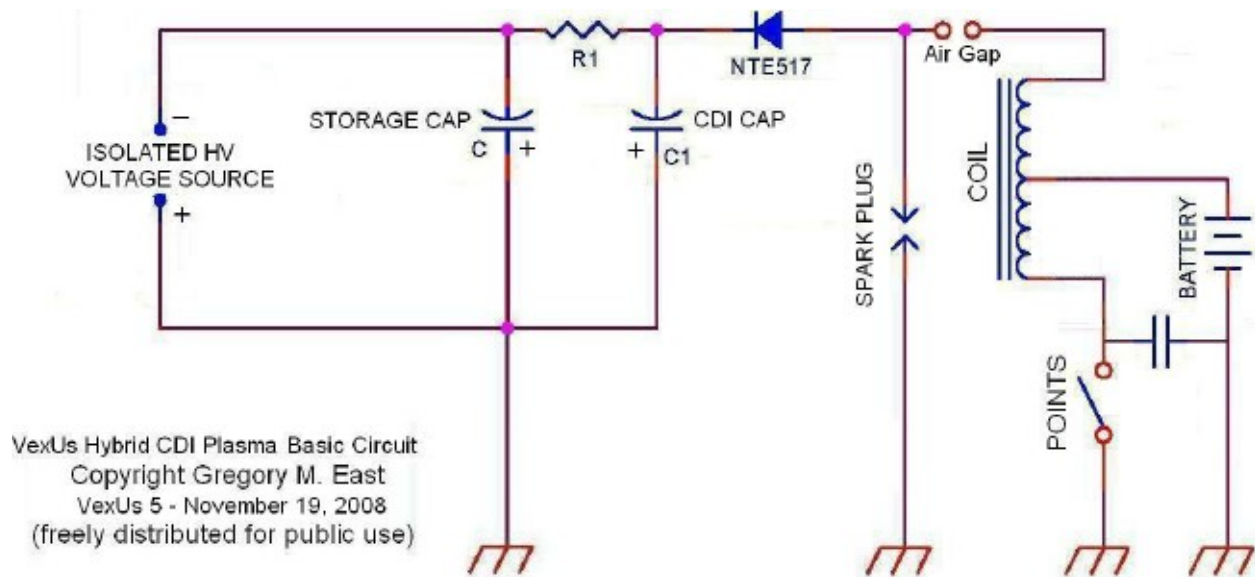 R1
NTE517
Air Gap
−
ISOLATED HV
VOLTAGE SOURCE
+
STORAGE CAP
C +
CDI CAP
+ C1
SPARK PLUG
COIL
BATTERY
POINTS
VexUs Hybrid CDI Plasma Basic Circuit
Copyright Gregory M. East
VexUs 5 - November 19, 2008
(freely distributed for public use)